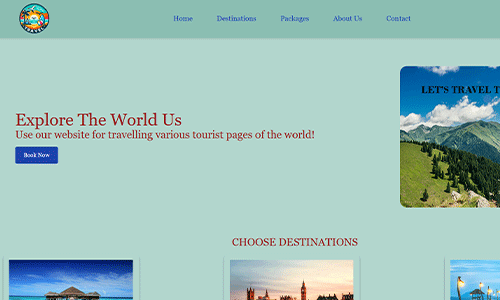 Home Destinations Packages About Us Contact
LET'S TRAVEL T
Explore The World Us
Use our website for travelling various tourist pages of the world!
Book Now
CHOOSE DESTINATIONS